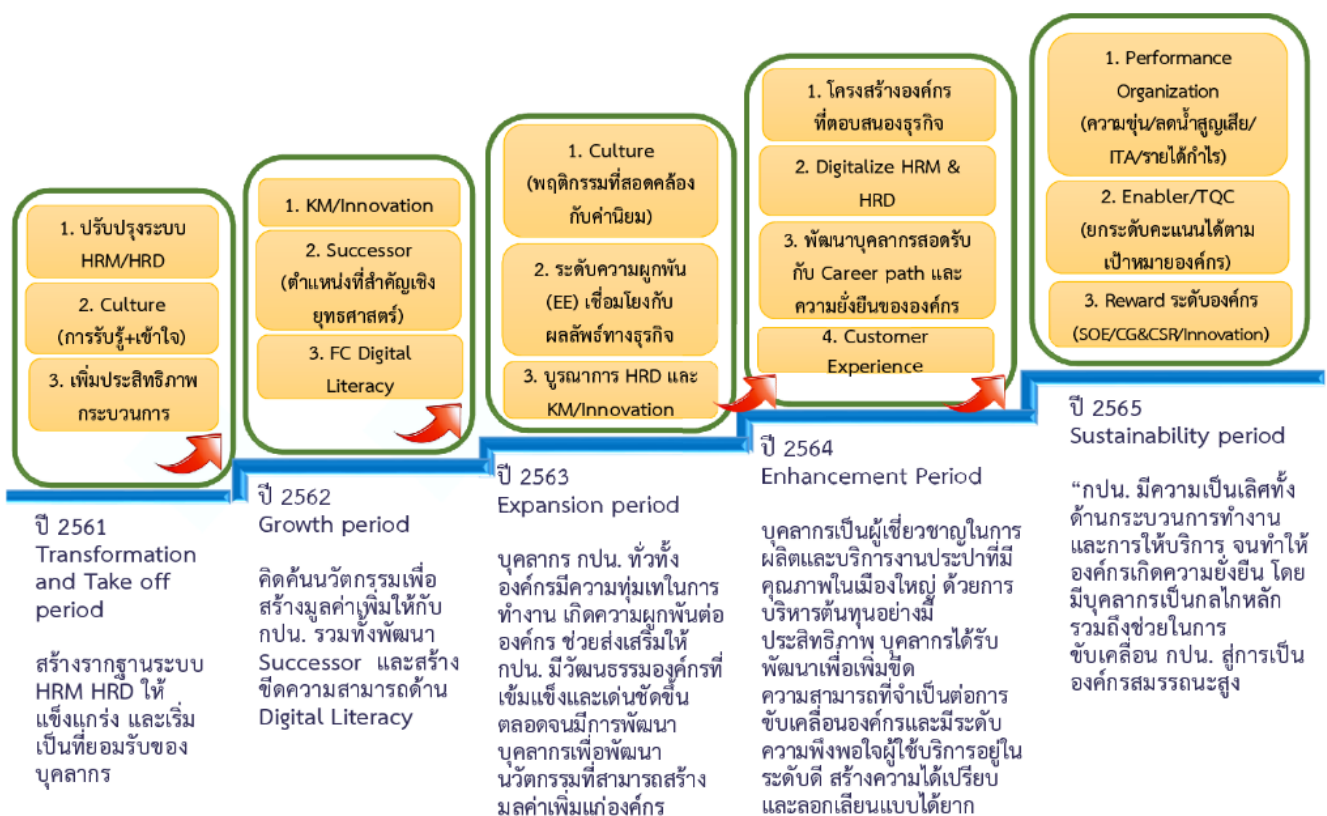 1. ปรับปรุงระบบ
HRM/HRD
2. Culture
(การรับรู้+เข้าใจ)
3. เพิ่มประสิทธิภาพ
กระบวนการ
ปี 2561
Transformation
and Take off
period
สร้างรากฐานระบบ
HRM HRD ให้
แข็งแกร่ง และเริ่ม
เป็นที่ยอมรับของ
บุคลากร
1. KM/Innovation
2. Successor
(ตำแหน่งที่สำคัญเชิง
ยุทธศาสตร์)
3. FC Digital
Literacy
ปี 2562
Growth period
คิดค้นนวัตกรรมเพื่อ
สร้างมูลค่าเพิ่มให้กับ
กปน. รวมทั้งพัฒนา
Successor และสร้าง
ขีดความสามารถด้าน
Digital Literacy
1. Culture
(พฤติกรรมที่สอดคล้อง
กับค่านิยม)
2. ระดับความผูกพัน
(EE) เชื่อมโยงกับ
ผลลัพธ์ทางธุรกิจ
3. บูรณาการ HRD และ
KM/Innovation
ปี 2563
Expansion period
บุคลากร กปน. ทั่วทั้ง
องค์กรมีความทุ่มเทในการ
ทำงาน เกิดความผูกพันต่อ
องค์กร ช่วยส่งเสริมให้
กปน. มีวัฒนธรรมองค์กรที่
เข้มแข็งและเด่นชัดขึ้น
ตลอดจนมีการพัฒนา
บุคลากรเพื่อพัฒนา
นวัตกรรมที่สามารถสร้าง
มูลค่าเพิ่มแก่องค์กร
1. โครงสร้างองค์กร
ที่ตอบสนองธุรกิจ
2. Digitalize HRM &
HRD
3. พัฒนาบุคลากรสอดรับ
กับ Career path และ
ความยั่งยืนขององค์กร
4. Customer
Experience
ปี 2564
Enhancement Period
บุคลากรเป็นผู้เชี่ยวชาญในการ
ผลิตและบริการงานประปาที่มี
คุณภาพในเมืองใหญ่ ด้วยการ
บริหารต้นทุนอย่างมี
ประสิทธิภาพ บุคลากรได้รับ
พัฒนาเพื่อเพิ่มขีด
ความสามารถที่จำเป็นต่อการ
ขับเคลื่อนองค์กรและมีระดับ
ความพึงพอใจผู้ใช้บริการอยู่ใน
ระดับดี สร้างความได้เปรียบ
และลอกเลียนแบบได้ยาก
1. Performance
Organization
(ความขุ่น/ลดน้ำสูญเสีย/
ITA/รายได้กำไร)
2. Enabler/TQC
(ยกระดับคะแนนได้ตาม
เป้าหมายองค์กร)
3. Reward ระดับองค์กร
(SOE/CG&CSR/Innovation)
ปี 2565
Sustainability period
“กปน. มีความเป็นเลิศทั้ง
ด้านกระบวนการทำงาน
และการให้บริการ จนทำให้
องค์กรเกิดความยั่งยืน โดย
มีบุคลากรเป็นกลไกหลัก
รวมถึงช่วยในการ
ขับเคลื่อน กปน. สู่การเป็น
องค์กรสมรรถนะสูง